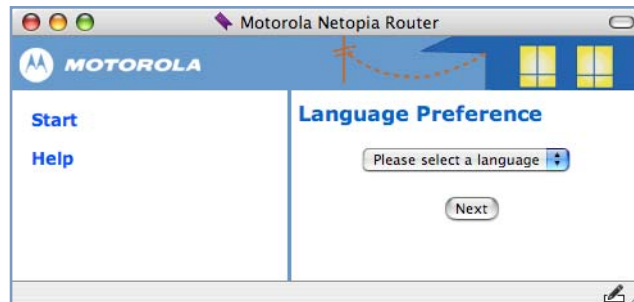 Motorola Netopia Router
MOTOROLA
Start
Help
Language Preference
Please select a language
Next